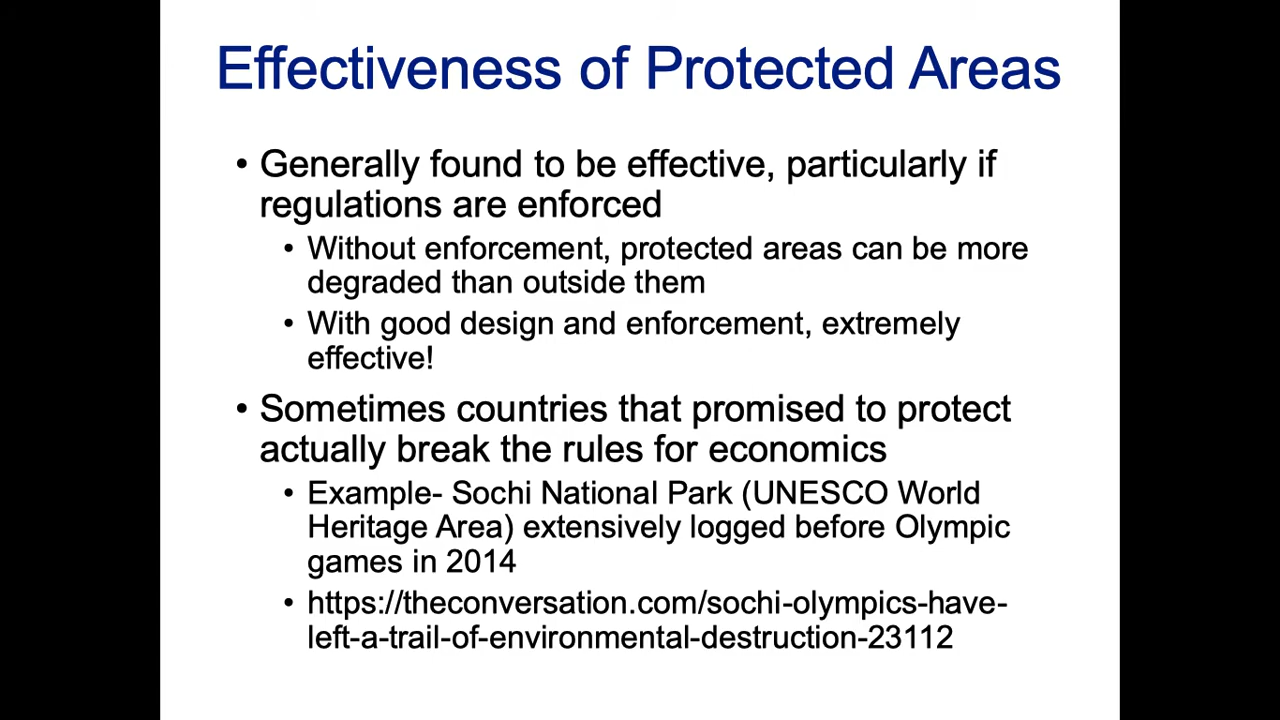 Effectiveness of Protected Areas
• Generally found to be effective, particularly if
regulations are enforced
• Without enforcement, protected areas can be more
degraded than outside them
• With good design and enforcement, extremely
effective!
• Sometimes countries that promised to protect
actually break the rules for economics
• Example- Sochi National Park (UNESCO World
Heritage Area) extensively logged before Olympic
games in 2014
• https://theconversation.com/sochi-olympics-have-
left-a-trail-of-environmental-destruction-23112